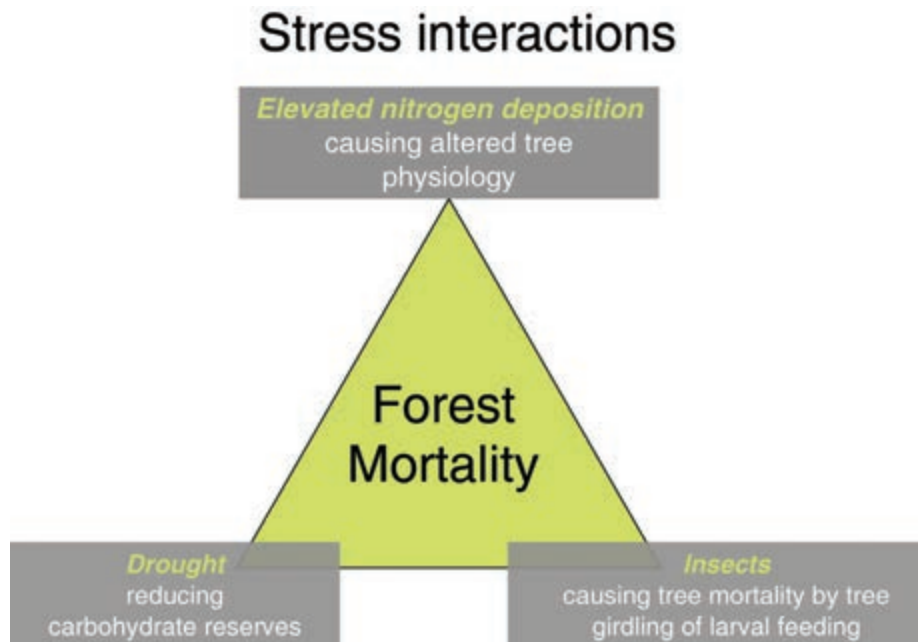 Stress interactions
Elevated nitrogen deposition
causing altered tree
physiology
Forest
Mortality
Drought
reducing
carbohydrate reserves
Insects
causing tree mortality by tree
girdling of larval feeding